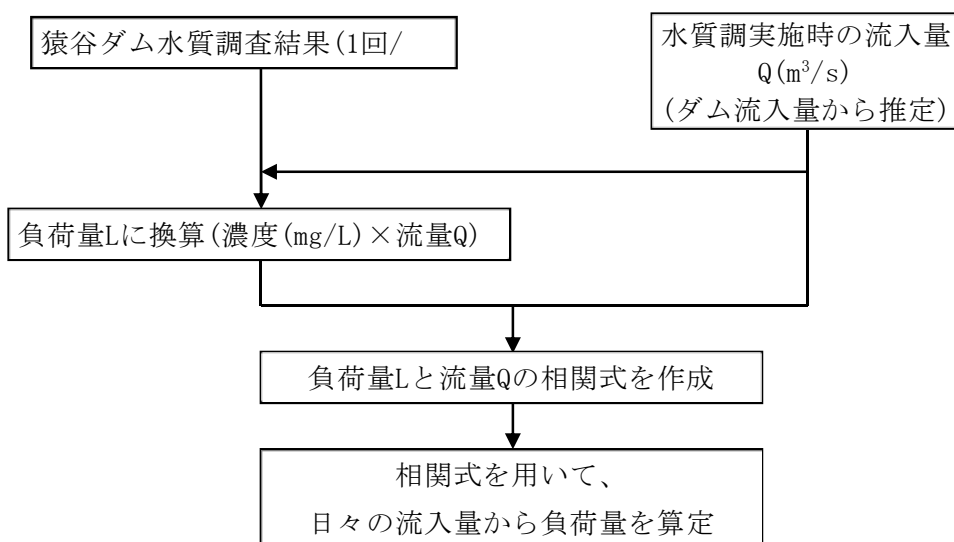 猿谷ダム水質調査結果(1回/
水質調実施時の流入量
Q(m³/s)
(ダム流入量から推定)
負荷量Lに換算(濃度(mg/L)×流量Q)
負荷量Lと流量Qの相関式を作成
相関式を用いて、
日々の流入量から負荷量を算定